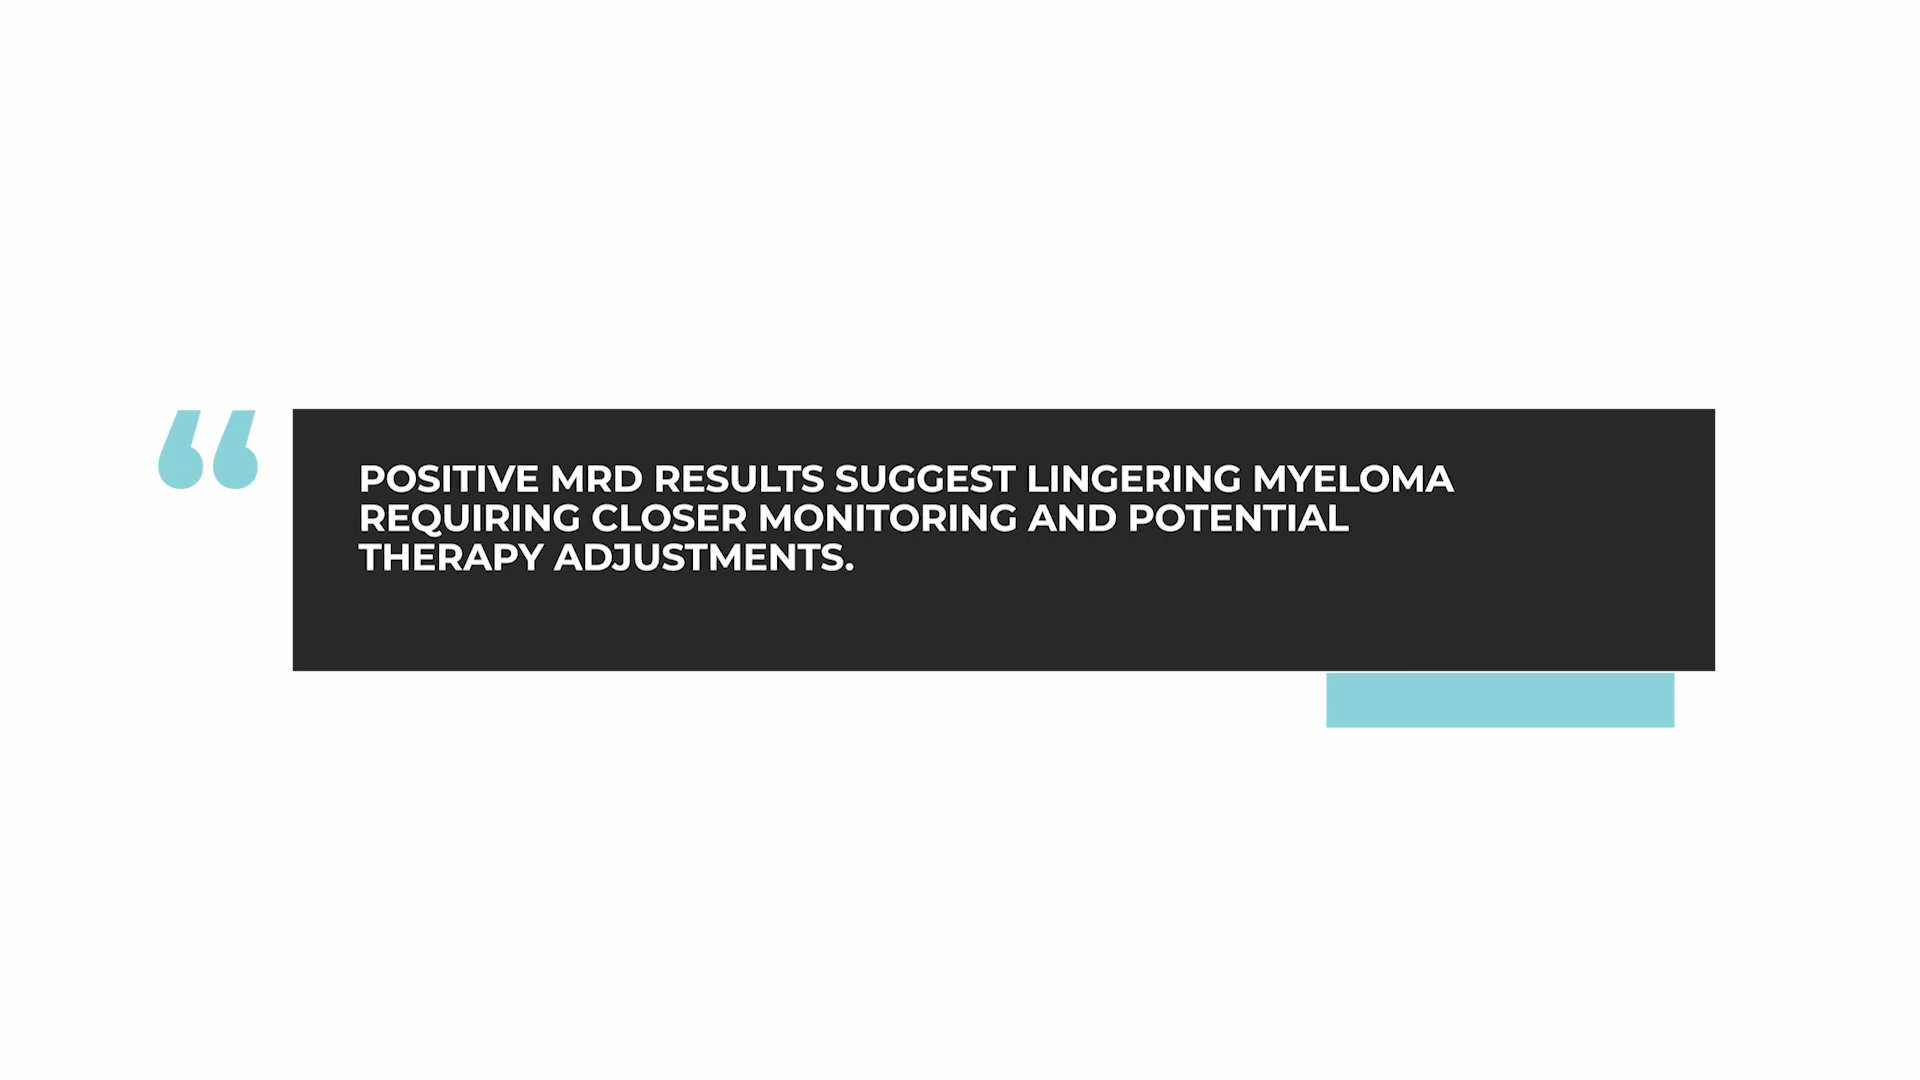 “
POSITIVE MRD RESULTS SUGGEST LINGERING MYELOMA
REQUIRING CLOSER MONITORING AND POTENTIAL
THERAPY ADJUSTMENTS.